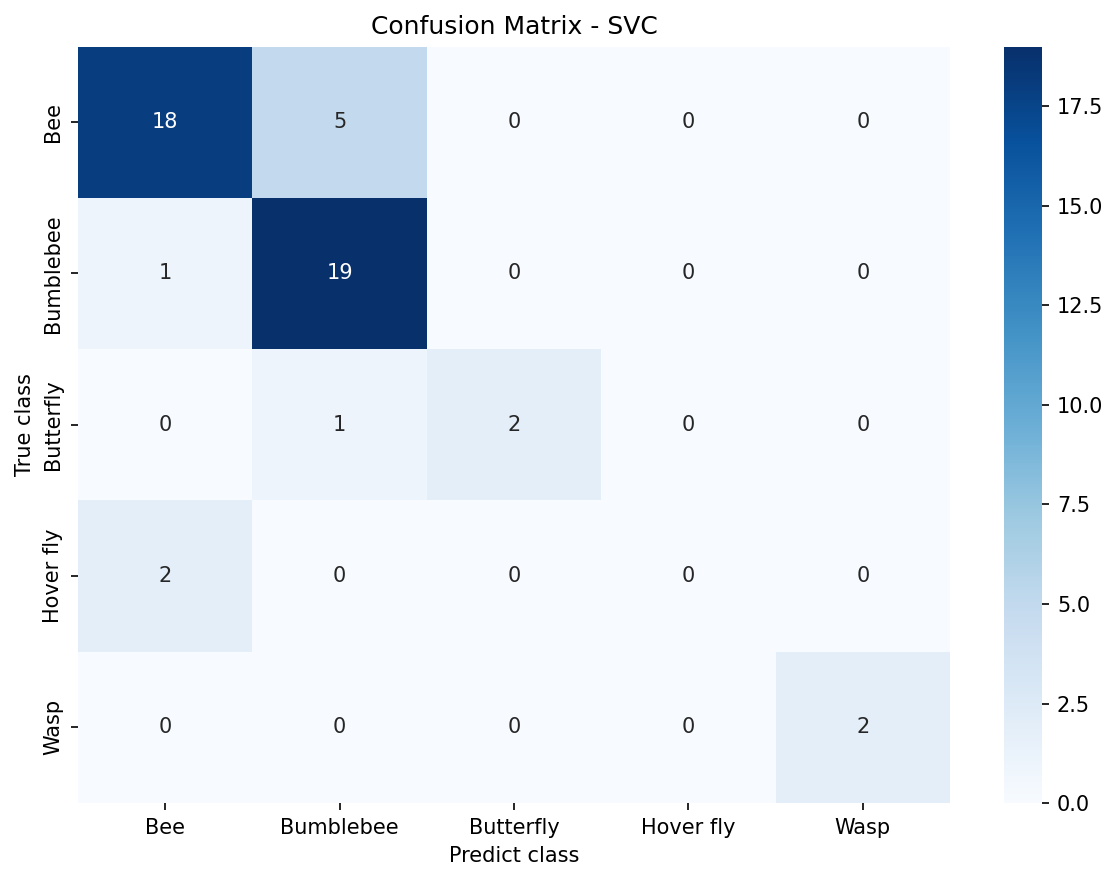 Confusion Matrix - SVC
True class
Bee
18 5 0 0 0
Bumblebee
1 19 0 0 0
Butterfly
0 1 2 0 0
Hover fly
2 0 0 0 0
Wasp
0 0 0 0 2
Bee Bumblebee Butterfly Hover fly Wasp
Predict class
17.5
15.0
12.5
10.0
7.5
5.0
2.5
0.0